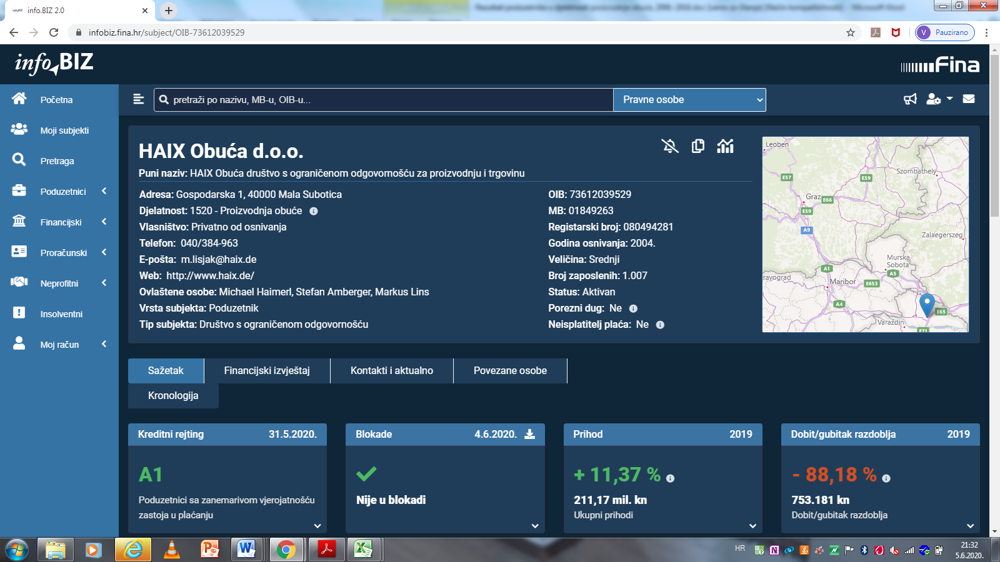 info.BIZ 2.0
infobiz.fina.hr/subject/OIB-73612039529
Pauzirano
info.BIZ
Fina
Početna
Moji subjekti
Pretraga
Poduzetnici
Financijski
Proračunski
Neprofitni
Insolventni
Moj račun
pretraži po nazivu, MB-u, OIB-u...
Pravne osobe
HAIX Obuća d.o.o.
Puni naziv: HAIX Obuća društvo s ograničenom odgovornošću za proizvodnju i trgovinu
Adresa: Gospodarska 1, 40000 Mala Subotica
Djelatnost: 1520 - Proizvodnja obuće
Vlasništvo: Privatno od osnivanja
Telefon: 040/384-963
E-pošta: m.lisjak@haix.de
Web: http://www.haix.de/
Ovlaštene osobe: Michael Haimerl, Stefan Amberger, Markus Lins
Vrsta subjekta: Poduzetnik
Tip subjekta: Društvo s ograničenom odgovornošću
OIB: 73612039529
MB: 01849263
Registarski broj: 080494281
Godina osnivanja: 2004.
Veličina: Srednji
Broj zaposlenih: 1.007
Status: Aktivan
Porezni dug: Ne
Neisplatitelj plaća: Ne
Leoben
Szombathely
E57
E59
Graz
E66
E59
A9
Zalaegerszeg
Murska
Sobota
A1
A5
ravograd
Maribor
E653
A4
E65
Varaždin
E71
Sažetak
Financijski izvještaj
Kontakti i aktualno
Povezane osobe
Kronologija
Kreditni rejting 31.5.2020.
A1
Poduzetnici sa zanemarivom vjerojatnošću
zastoja u plaćanju
Blokade 4.6.2020.
Nije u blokadi
Prihod 2019
+ 11,37 %
211,17 mil. kn
Ukupni prihodi
Dobit/gubitak razdoblja 2019
- 88,18 %
753.181 kn
Dobit/gubitak razdoblja
HR
21:32
5.6.2020.